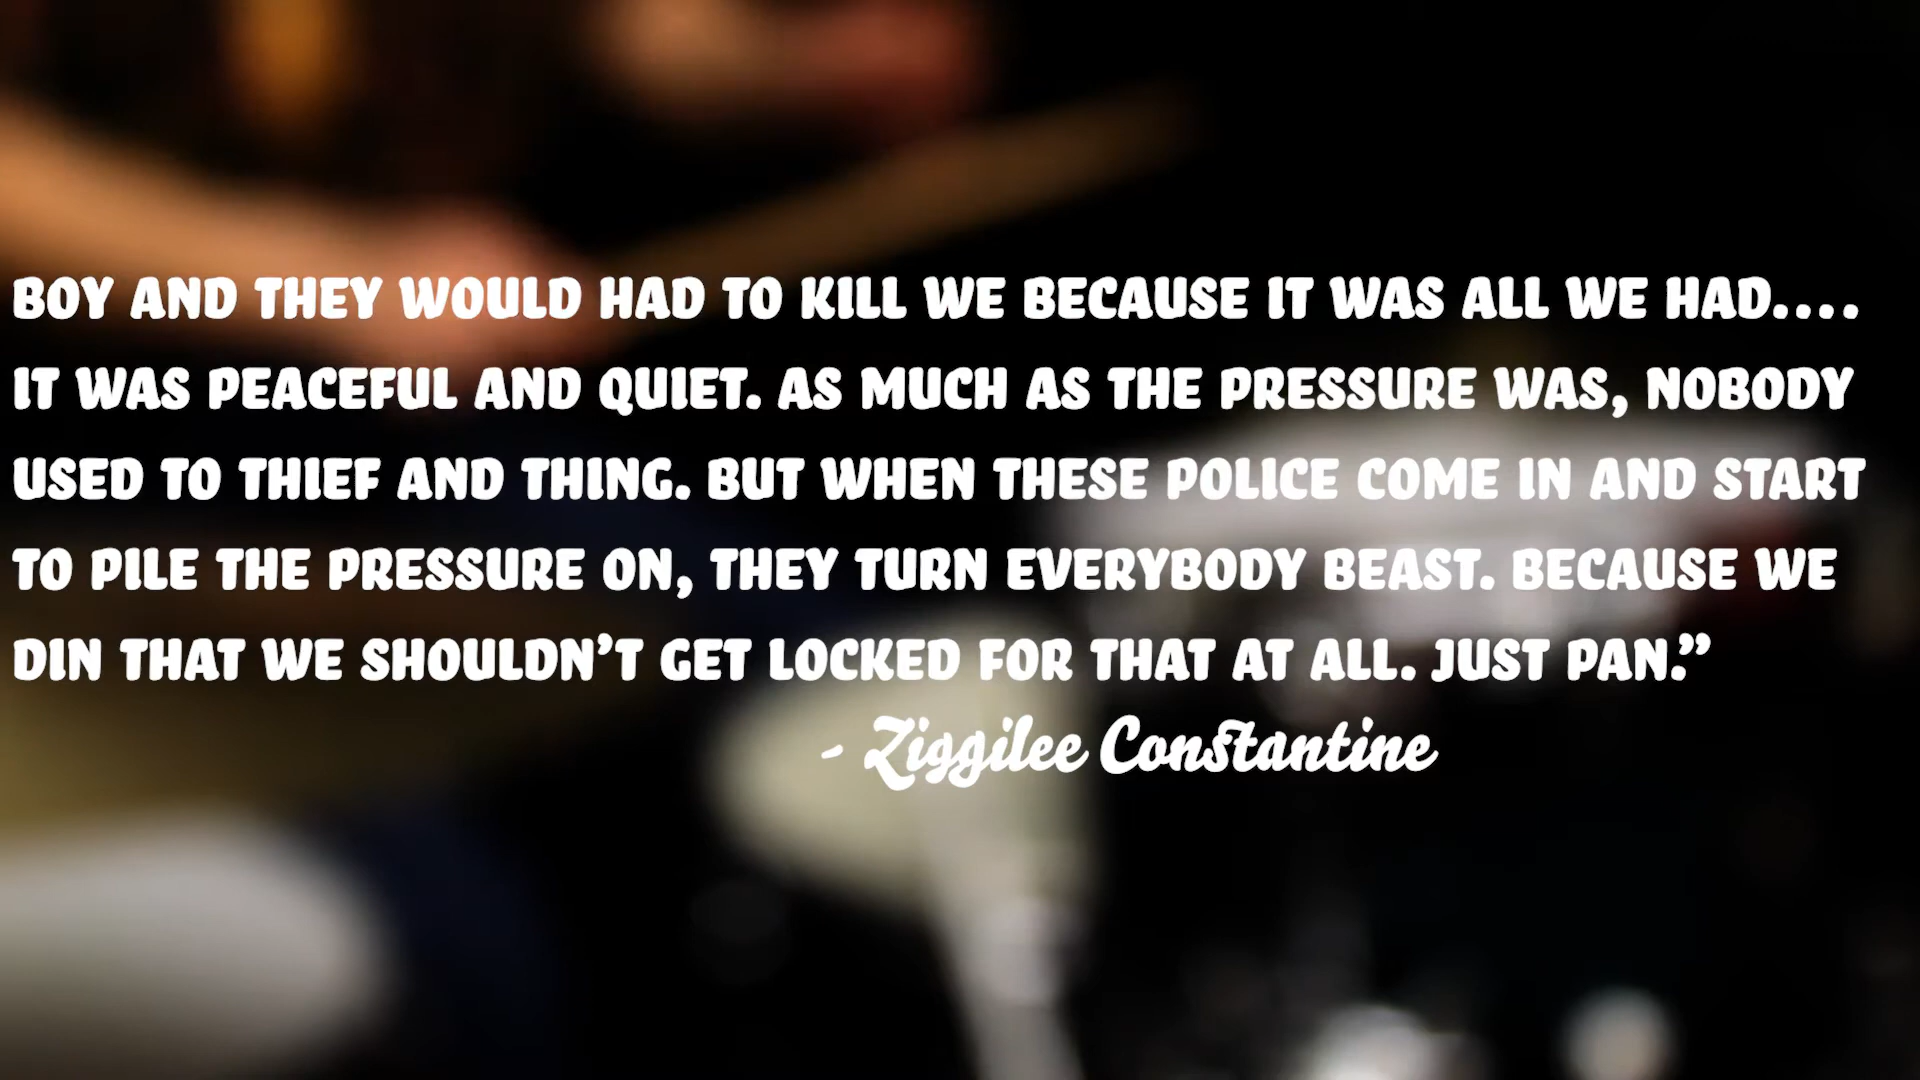 BOY AND THEY WOULD HAD TO KILL WE BECAUSE IT WAS ALL WE HAD....
IT WAS PEACEFUL AND QUIET. AS MUCH AS THE PRESSURE WAS, NOBODY
USED TO THIEF AND THING. BUT WHEN THESE POLICE COME IN AND START
TO PILE THE PRESSURE ON, THEY TURN EVERYBODY BEAST. BECAUSE WE
DIN THAT WE SHOULDN’T GET LOCKED FOR THAT AT ALL. JUST PAN.”
- Ziggilee Constantine